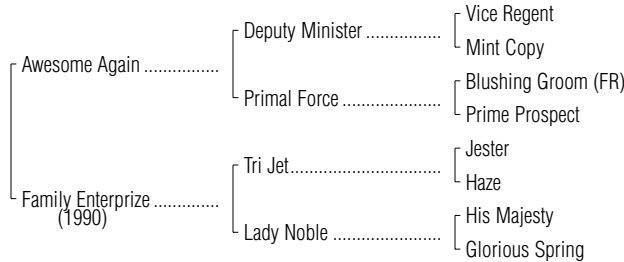 Vice Regent
Deputy Minister ................
Mint Copy
Awesome Again ...............
Blushing Groom (FR)
Primal Force .....................
Prime Prospect
Jester
Tri Jet................................
Haze
Family Enterprize .............
(1990)
His Majesty
Lady Noble .......................
Glorious Spring